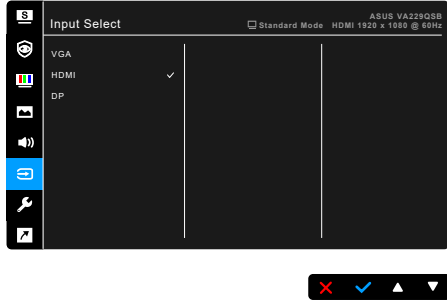 S
Input Select
ASUS VA229QSB
Standard Mode HDMI 1920 x 1080 @ 60Hz
VGA
HDMI
DP